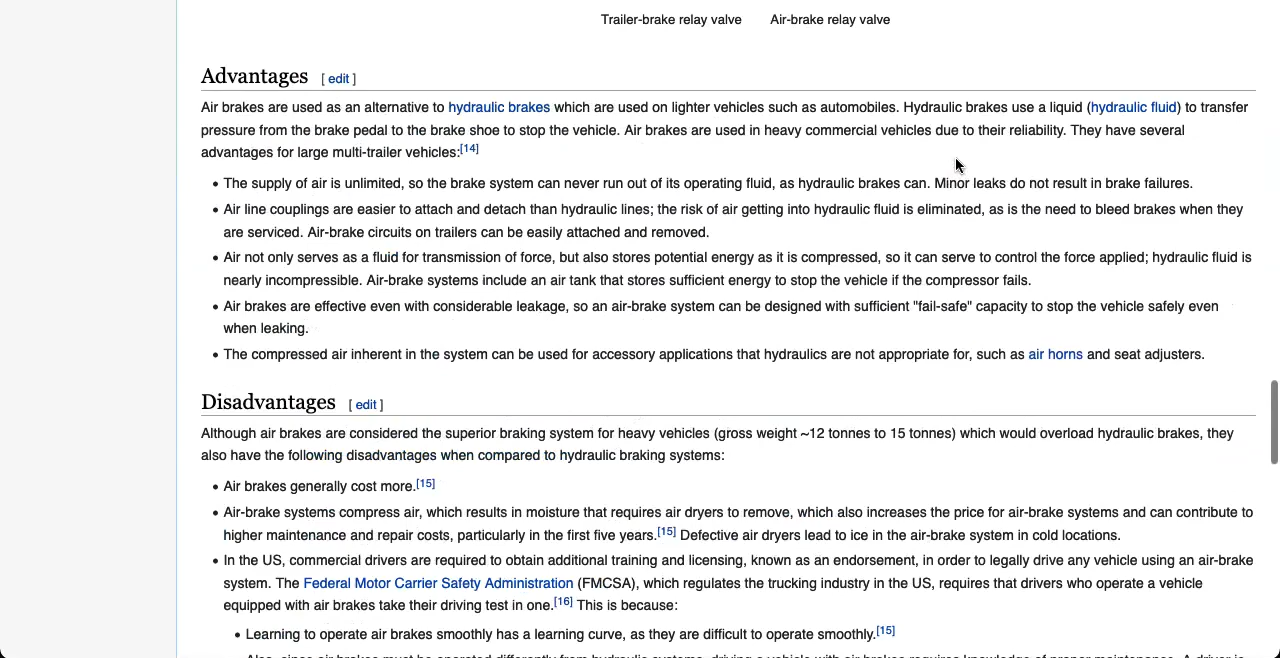 Trailer-brake relay valve Air-brake relay valve
Advantages [ edit ]
Air brakes are used as an alternative to hydraulic brakes which are used on lighter vehicles such as automobiles. Hydraulic brakes use a liquid (hydraulic fluid) to transfer
pressure from the brake pedal to the brake shoe to stop the vehicle. Air brakes are used in heavy commercial vehicles due to their reliability. They have several
advantages for large multi-trailer vehicles:[14]
• The supply of air is unlimited, so the brake system can never run out of its operating fluid, as hydraulic brakes can. Minor leaks do not result in brake failures.
• Air line couplings are easier to attach and detach than hydraulic lines; the risk of air getting into hydraulic fluid is eliminated, as is the need to bleed brakes when they
are serviced. Air-brake circuits on trailers can be easily attached and removed.
• Air not only serves as a fluid for transmission of force, but also stores potential energy as it is compressed, so it can serve to control the force applied; hydraulic fluid is
nearly incompressible. Air-brake systems include an air tank that stores sufficient energy to stop the vehicle if the compressor fails.
• Air brakes are effective even with considerable leakage, so an air-brake system can be designed with sufficient "fail-safe" capacity to stop the vehicle safely even
when leaking.
• The compressed air inherent in the system can be used for accessory applications that hydraulics are not appropriate for, such as air horns and seat adjusters.
Disadvantages [ edit ]
Although air brakes are considered the superior braking system for heavy vehicles (gross weight ~12 tonnes to 15 tonnes) which would overload hydraulic brakes, they
also have the following disadvantages when compared to hydraulic braking systems:
• Air brakes generally cost more.[15]
• Air-brake systems compress air, which results in moisture that requires air dryers to remove, which also increases the price for air-brake systems and can contribute to
higher maintenance and repair costs, particularly in the first five years.[15] Defective air dryers lead to ice in the air-brake system in cold locations.
• In the US, commercial drivers are required to obtain additional training and licensing, known as an endorsement, in order to legally drive any vehicle using an air-brake
system. The Federal Motor Carrier Safety Administration (FMCSA), which regulates the trucking industry in the US, requires that drivers who operate a vehicle
equipped with air brakes take their driving test in one.[16] This is because:
• Learning to operate air brakes smoothly has a learning curve, as they are difficult to operate smoothly.[15]